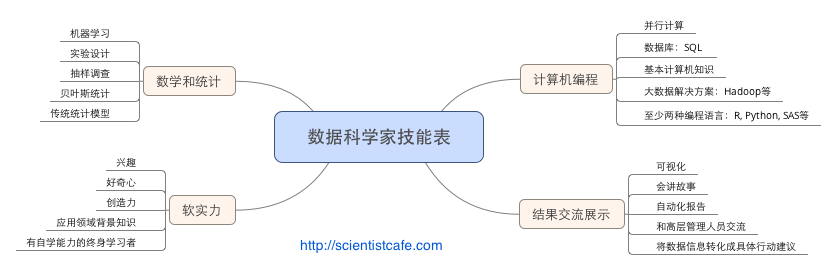 数据科学家技能表
数学和统计
机器学习
实验设计
抽样调查
贝叶斯统计
传统统计模型
软实力
兴趣
好奇心
创造力
应用领域背景知识
有自学能力的终身学习者
计算机编程
并行计算
数据库：SQL
基本计算机知识
大数据解决方案：Hadoop等
至少两种编程语言：R, Python, SAS等
结果交流展示
可视化
会讲故事
自动化报告
和高层管理人员交流
将数据信息转化成具体行动建议
http://scientistcafe.com